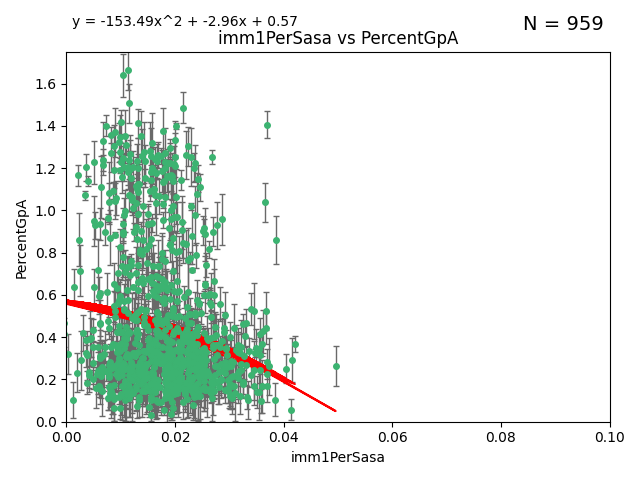 y = -153.49x^2 + -2.96x + 0.57
N = 959
imm1PerSasa vs PercentGpA
PercentGpA
1.6
1.4
1.2
1.0
0.8
0.6
0.4
0.2
0.0
0.00 0.02 0.04 0.06 0.08 0.10
imm1PerSasa